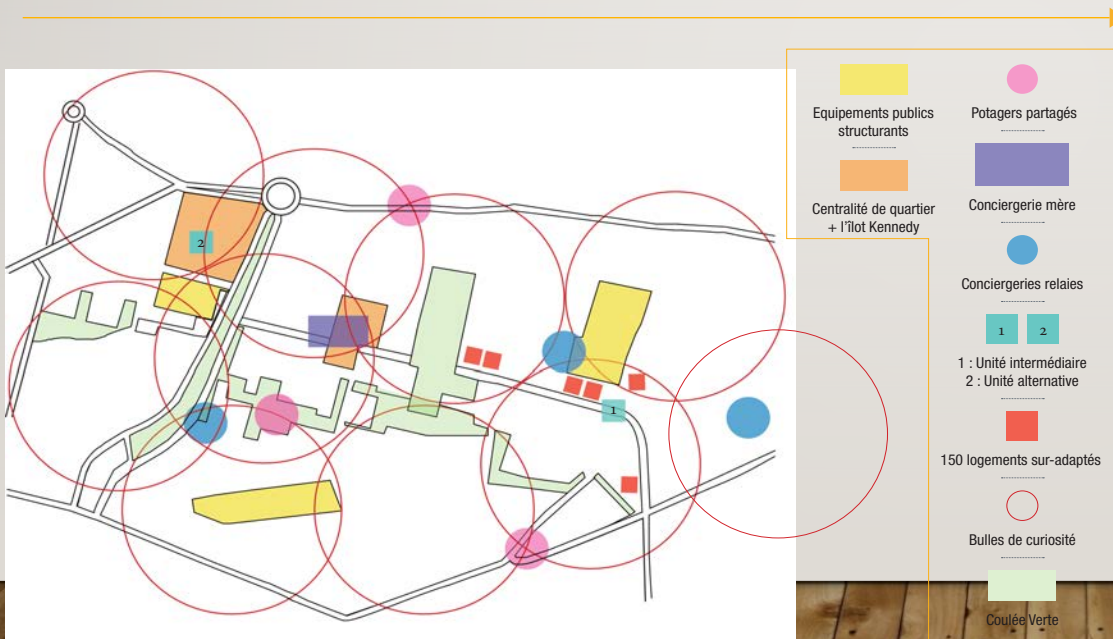 2
1
Equipements publics
structurants
Centralité de quartier
+ l'îlot Kennedy
Potagers partagés
Conciergerie mère
Conciergeries relaies
1 2
1 : Unité intermédiaire
2 : Unité alternative
150 logements sur-adaptés
Bulles de curiosité
Coulée Verte